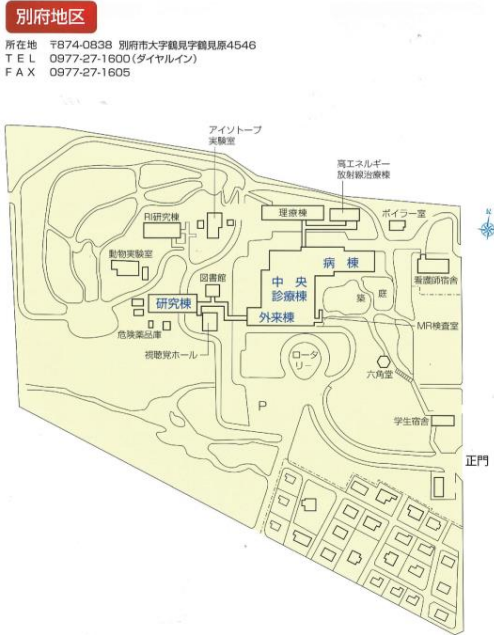 別府地区
所在地 〒874-0838 別府市大字鶴見字鶴見原4546
TEL 0977-27-1600(ダイヤルイン)
FAX 0977-27-1605
アイソトープ
実験室
高エネルギー
放射線治療棟
RI研究棟
理療棟
ボイラー室
N
動物実験室
図書館
中央
診療棟
病棟
看護師宿舎
研究棟
外来棟
築庭
MR検査室
危険薬品庫
視聴覚ホール
ロータ
リー
六角堂
P
学生宿舎
正門